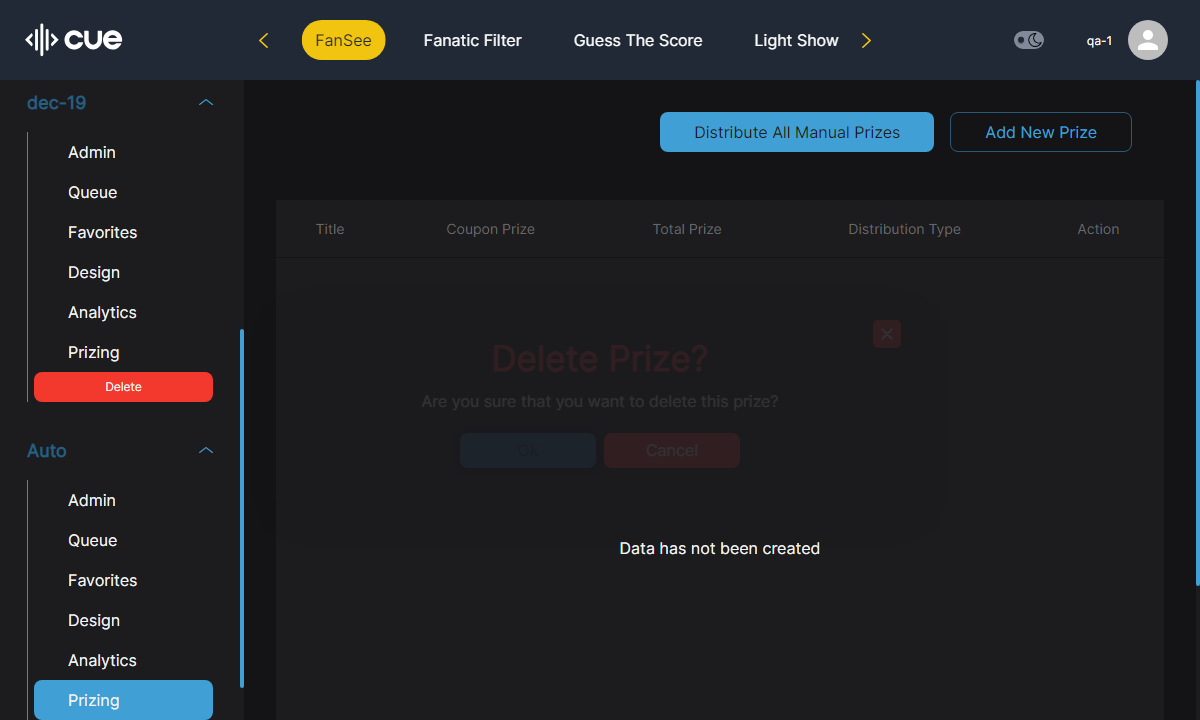 cue
FanSee
Fanatic Filter
Guess The Score
Light Show
qa-1
dec-19
Admin
Queue
Favorites
Design
Analytics
Prizing
Delete
Auto
Admin
Queue
Favorites
Design
Analytics
Prizing
Distribute All Manual Prizes
Add New Prize
Title
Coupon Prize
Total Prize
Distribution Type
Action
Delete Prize?
Are you sure that you want to delete this prize?
Ok
Cancel
Data has not been created